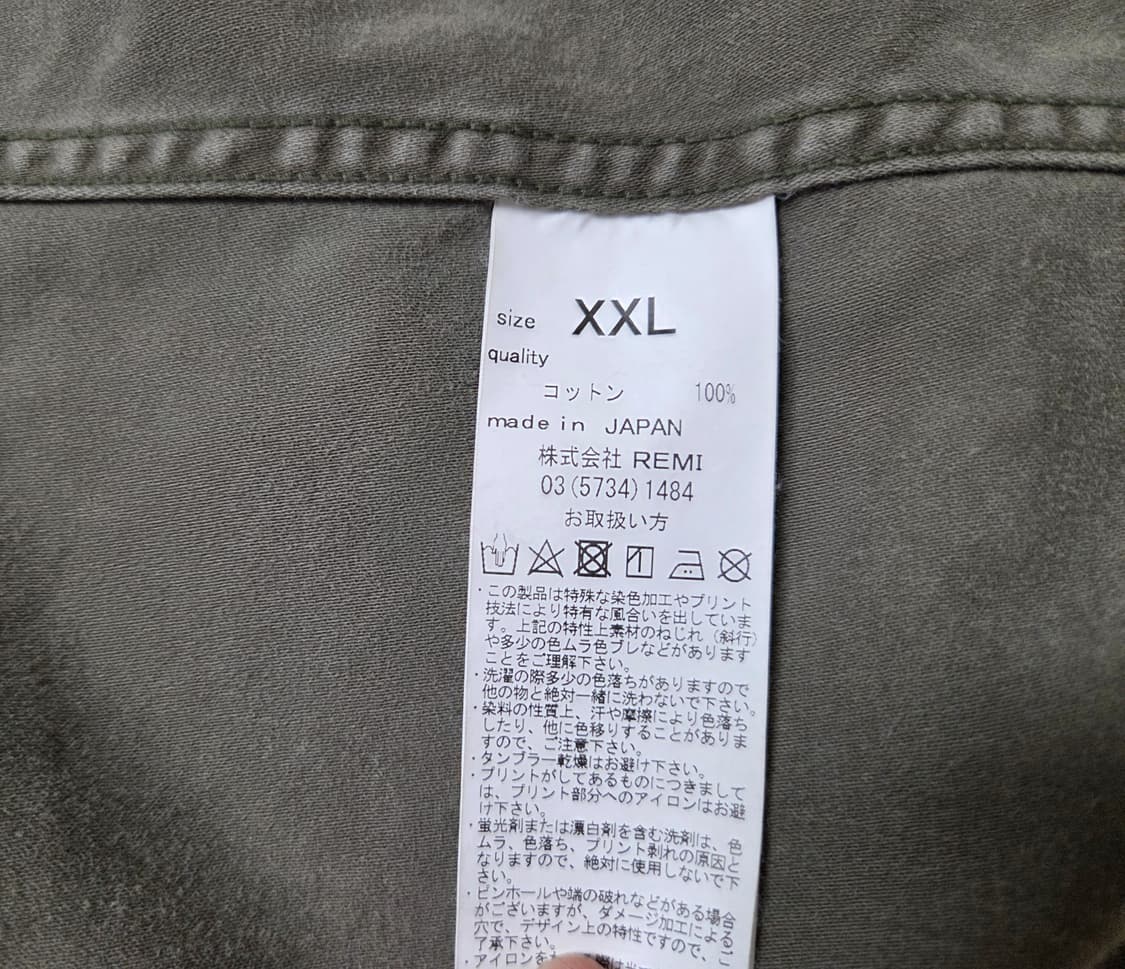 size XXL
quality
コットン 100%
made in JAPAN
株式会社 REMI
03(5734)1484
お取扱い方
・この製品は特殊な染色加工やプリント
技法により特有な風合いを出していま
す。上記の特性上素材のねじれ（斜行）
や多少の色ムラ色ブレなどがあります
ことをご理解下さい。
・洗濯の際多少の色落ちがありますので
他の物と絶対一緒に洗わないで下さい。
・染料の性質上、汗や摩擦により色落ち
したり、他に色移りすることがありま
すので、ご注意下さい。
・タンブラー乾燥はお避け下さい。
・プリントがしてあるものにつきまして
は、プリント部分へのアイロンはお避
け下さい。
・蛍光剤または漂白剤を含む洗剤は、色
ムラ、色落ち、プリント剥れの原因と
なりますので、絶対に使用しないで下
さい。
・ピンホールや端の破れなどがある場合
がございますが、ダメージ加工による
穴で、デザイン上の特性ですので、ご
了承下さい。
・アイロンを